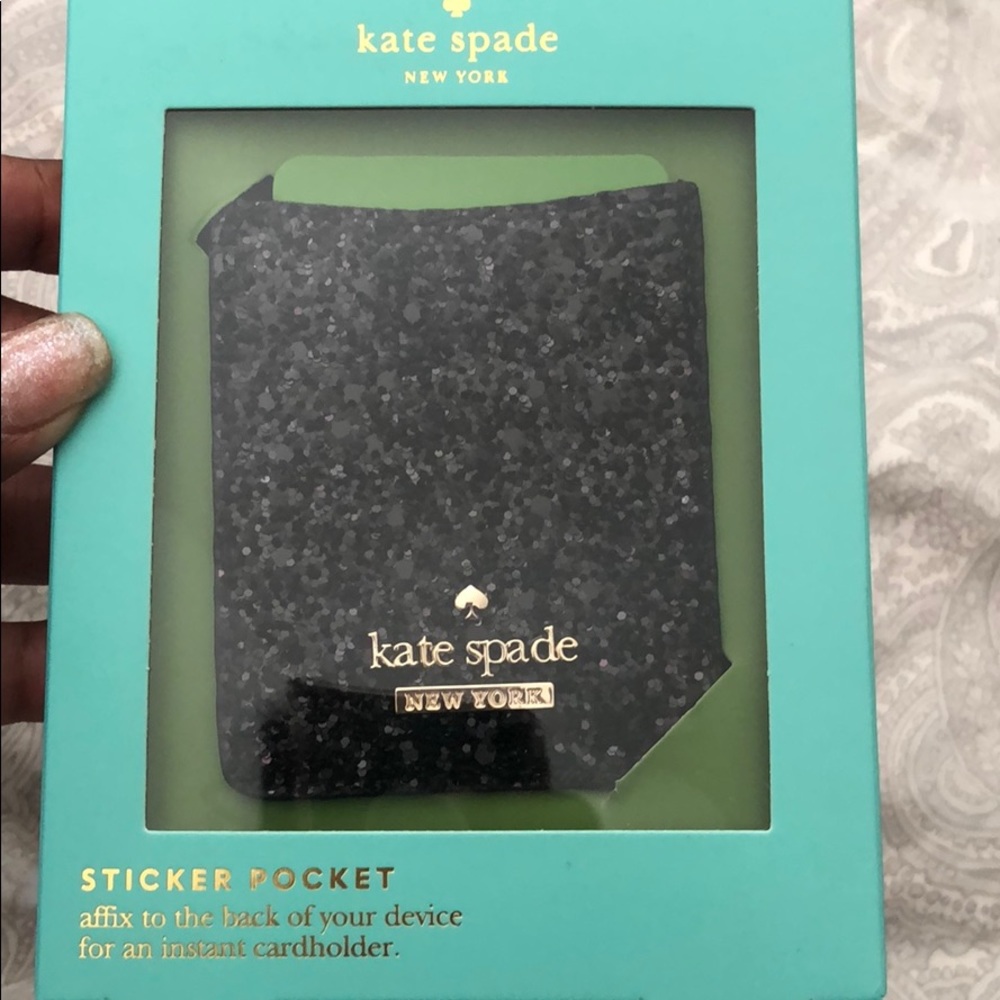 kate spade
NEW YORK
kate spade
NEW YORK
STICKER POCKET
affix to the back of your device
for an instant cardholder.